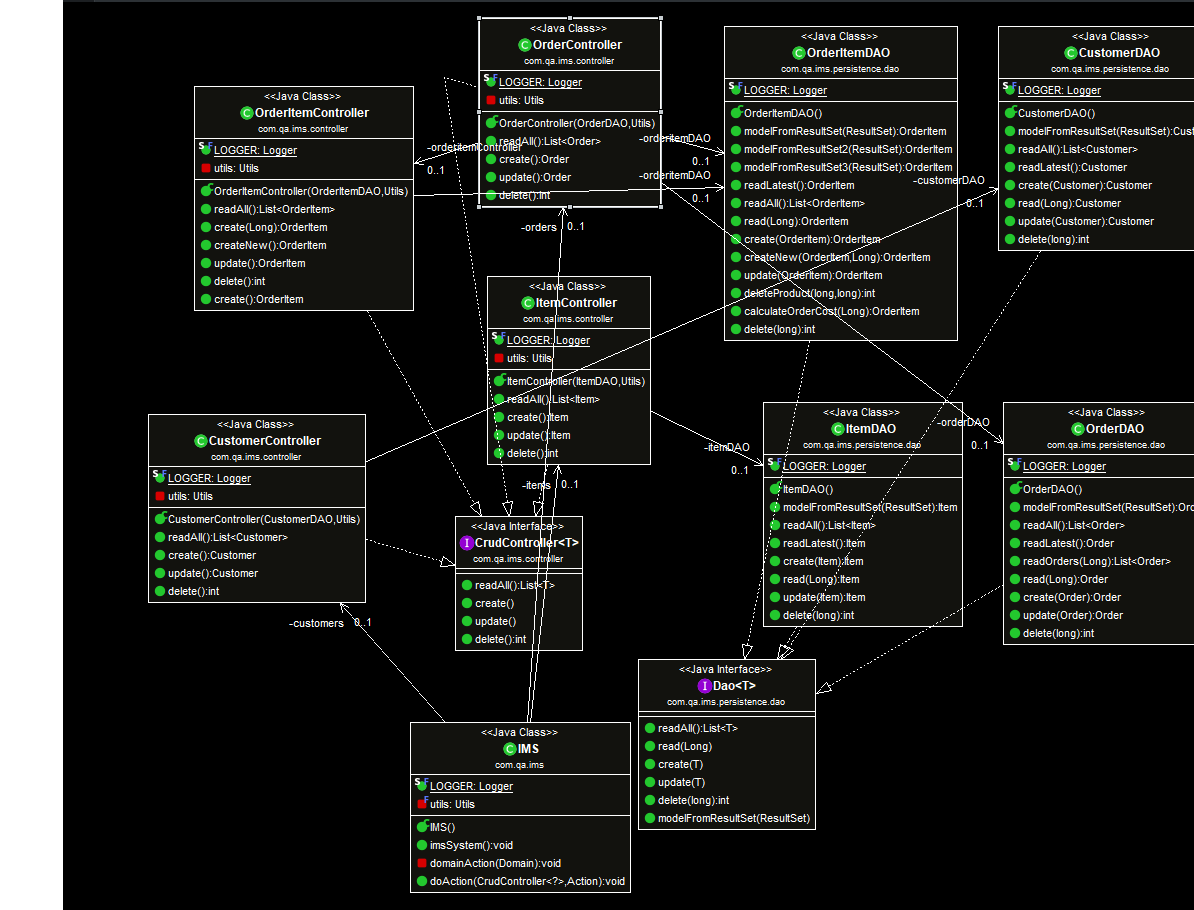 <<Java Class>>
OrderController
com.qa.ims.controller
LOGGER: Logger
utils: Utils
OrderController(OrderDAO,Utils)
readAll():List<Order>
create():Order
update():Order
delete():int
<<Java Class>>
OrderItemDAO
com.qa.ims.persistence.dao
LOGGER: Logger
OrderItemDAO()
modelFromResultSet(ResultSet):OrderItem
modelFromResultSet2(ResultSet):OrderItem
modelFromResultSet3(ResultSet):OrderItem
readLatest():OrderItem
readAll():List<OrderItem>
read(Long):OrderItem
create(OrderItem):OrderItem
createNew(OrderItem,Long):OrderItem
update(OrderItem):OrderItem
deleteProduct(long,long):int
calculateOrderCost(Long):OrderItem
delete(long):int
<<Java Class>>
CustomerDAO
com.qa.ims.persistence.dao
LOGGER: Logger
CustomerDAO()
modelFromResultSet(ResultSet):Cust
readAll():List<Customer>
readLatest():Customer
create(Customer):Customer
read(Long):Customer
update(Customer):Customer
delete(long):int
<<Java Class>>
OrderItemController
com.qa.ims.controller
LOGGER: Logger
utils: Utils
OrderItemController(OrderItemDAO,Utils)
readAll():List<OrderItem>
create(Long):OrderItem
createNew():OrderItem
update():OrderItem
delete():int
create():OrderItem
-orderitemController
0..1
-orderitemDAO
0..1
-orderitemDAO
0..1
-customerDAO
0..1
-orders
0..1
<<Java Class>>
ItemController
com.qa.ims.controller
LOGGER: Logger
utils: Utils
ItemController(ItemDAO,Utils)
readAll():List<Item>
create():Item
update():Item
delete():int
-itemDAO
0..1
-orderDAO
0..1
-items
0..1
<<Java Class>>
CustomerController
com.qa.ims.controller
LOGGER: Logger
utils: Utils
CustomerController(CustomerDAO,Utils)
readAll():List<Customer>
create():Customer
update():Customer
delete():int
-customers
0..1
<<Java Class>>
ItemDAO
com.qa.ims.persistence.dao
LOGGER: Logger
ItemDAO()
modelFromResultSet(ResultSet):Item
readAll():List<Item>
readLatest():Item
create(Item):Item
read(Long):Item
update(Item):Item
delete(long):int
<<Java Class>>
OrderDAO
com.qa.ims.persistence.dao
LOGGER: Logger
OrderDAO()
modelFromResultSet(ResultSet):Orc
readAll():List<Order>
readLatest():Order
readOrders(Long):List<Order>
read(Long):Order
create(Order):Order
update(Order):Order
delete(long):int
<<Java Interface>>
CrudController<T>
com.qa.ims.controller
readAll():List<T>
create()
update()
delete():int
<<Java Interface>>
Dao<T>
com.qa.ims.persistence.dao
readAll():List<T>
read(Long)
create(T)
update(T)
delete(long):int
modelFromResultSet(ResultSet)
<<Java Class>>
IMS
com.qa.ims
LOGGER: Logger
utils: Utils
IMS()
imsSystem():void
domainAction(Domain):void
doAction(CrudController<?>,Action):void